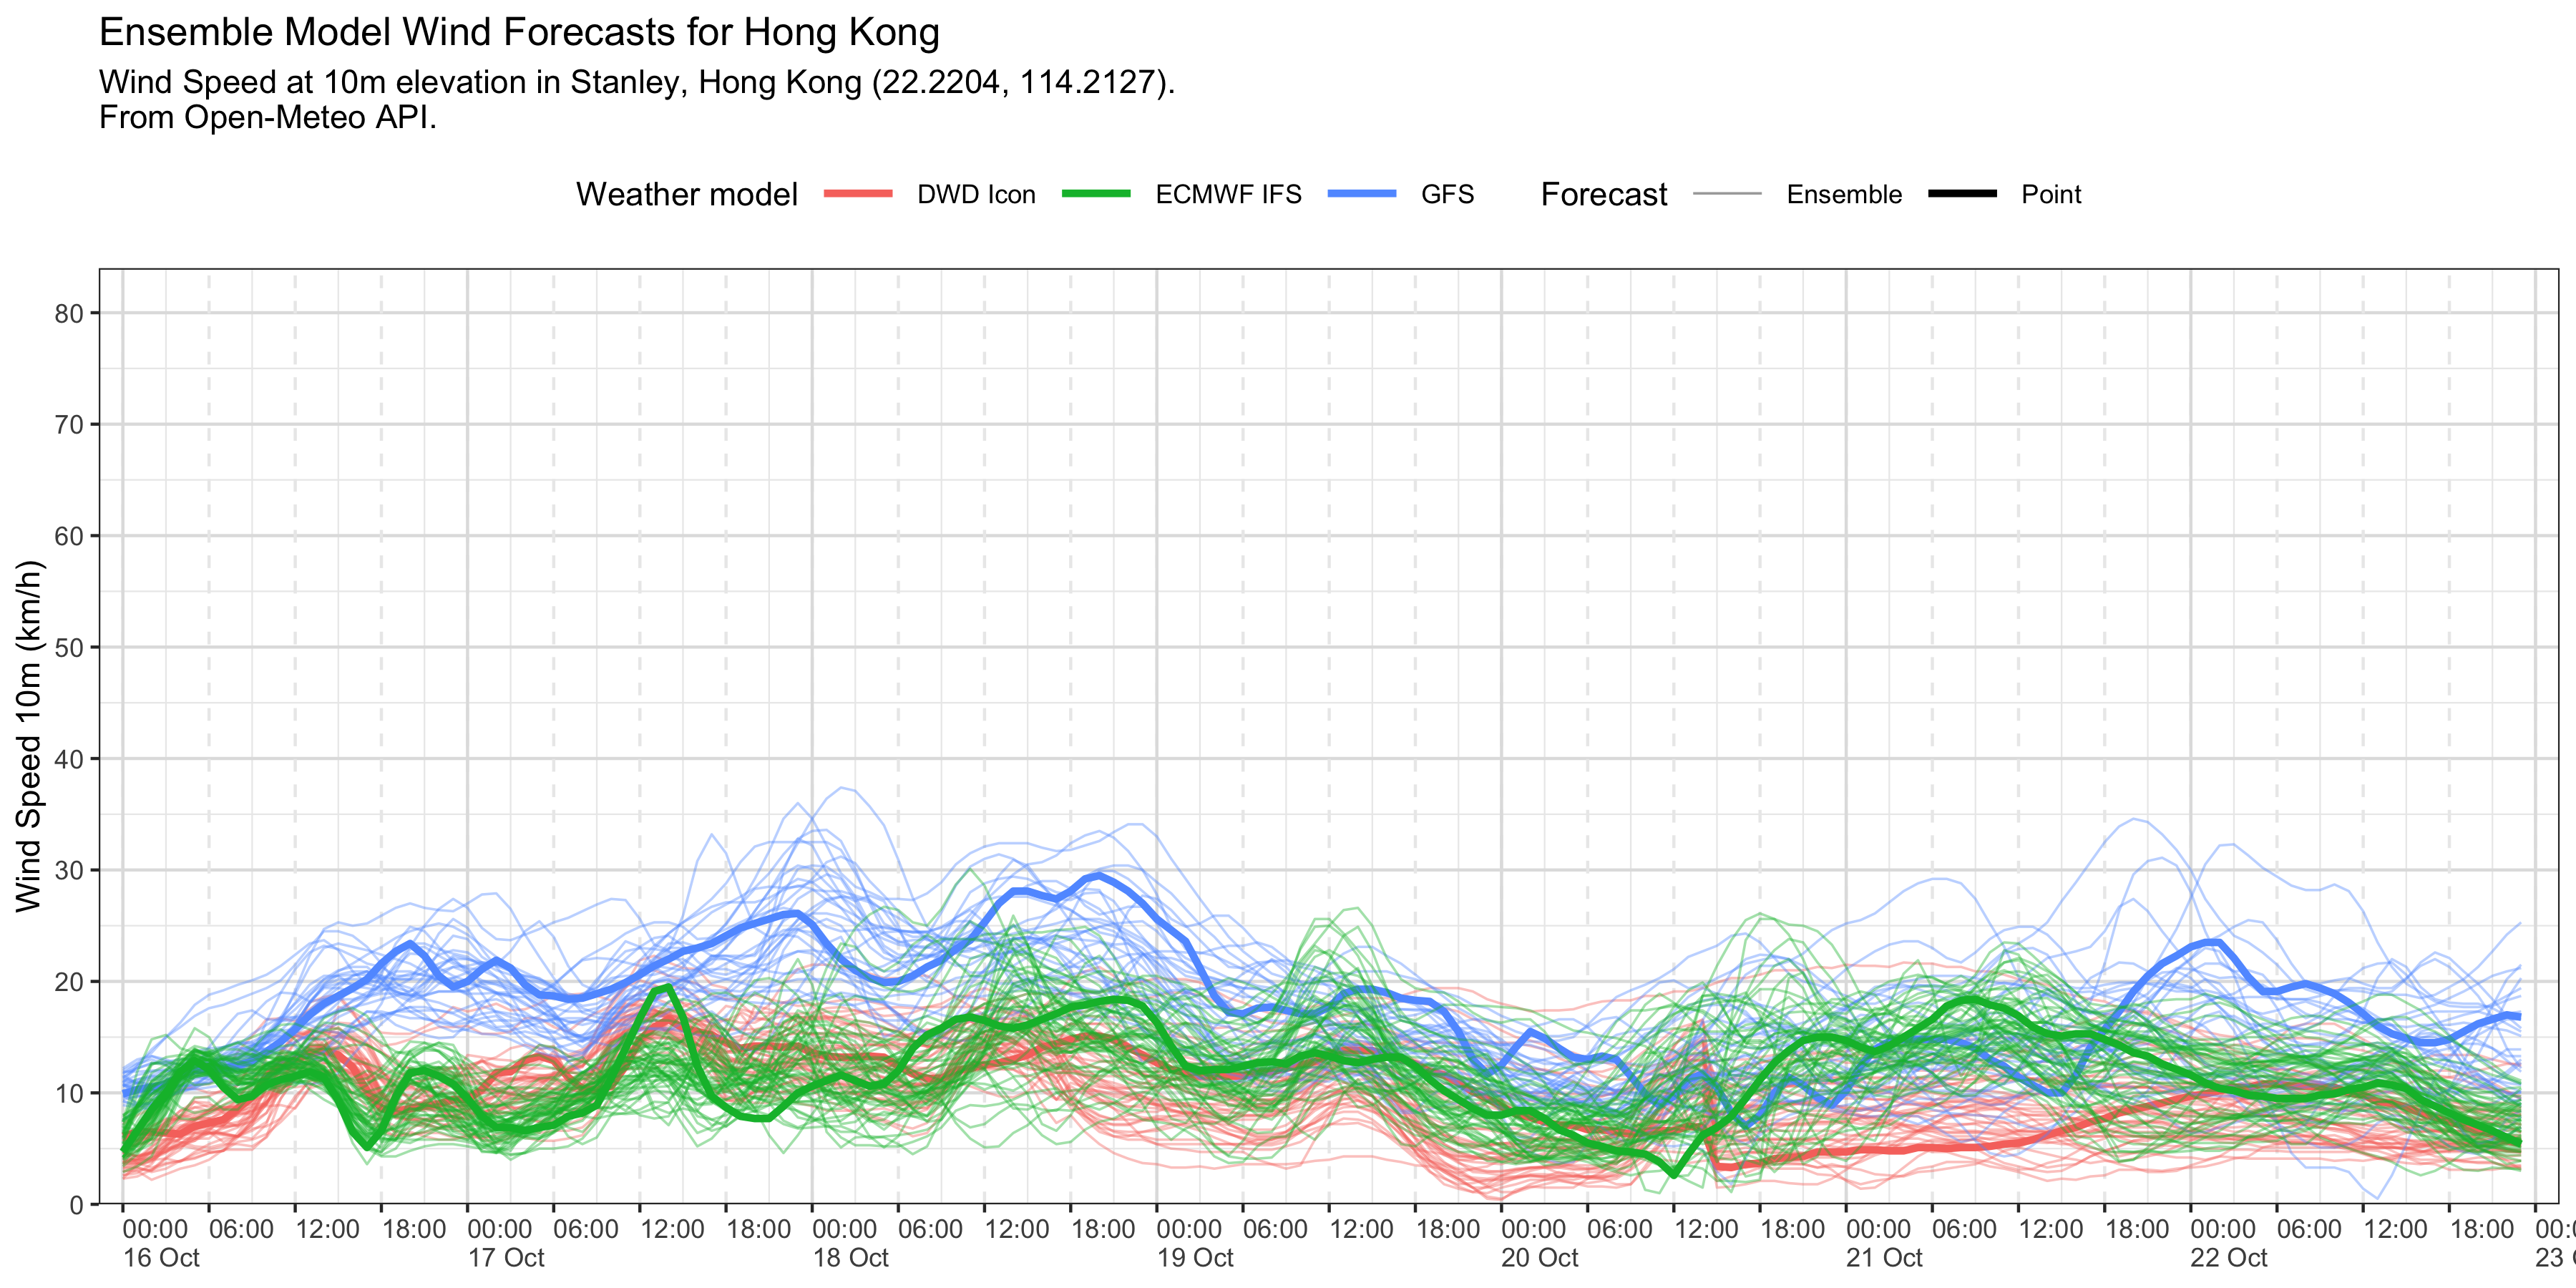 Ensemble Model Wind Forecasts for Hong Kong
Wind Speed at 10m elevation in Stanley, Hong Kong (22.2204, 114.2127).
From Open-Meteo API.
Weather model DWD Icon ECMWF IFS GFS Forecast Ensemble Point
Wind Speed 10m (km/h)
80
70
60
50
40
30
20
10
0
00:00 06:00 12:00 18:00 00:00 06:00 12:00 18:00 00:00 06:00 12:00 18:00 00:00 06:00 12:00 18:00 00:00 06:00 12:00 18:00 00:00 06:00 12:00 18:00 00:00 06:00 12:00 18:00 00:0
16 Oct 17 Oct 18 Oct 19 Oct 20 Oct 21 Oct 22 Oct 23